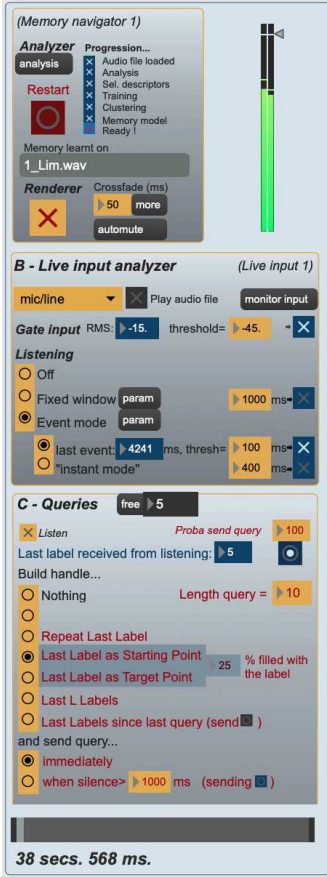 (Memory navigator 1)
Analyzer
Progression...
analysis
Audio file loaded
Analysis
Sel. descriptors
Training
Clustering
Memory model
Ready !
Restart
Memory learnt on
1_Lim.wav
Renderer
Crossfade (ms)
50 more
automute
B - Live input analyzer (Live input 1)
mic/line Play audio file monitor input
Gate input RMS: -15. threshold= -45.
Listening
Off
Fixed window param 1000 ms
Event mode param
last event: 4241 ms, thresh= 100 ms
"instant mode" 400 ms
C - Queries free 5
Listen Proba send query 100
Last label received from listening: 5
Build handle...
Nothing Length query = 10
Repeat Last Label
Last Label as Starting Point
25 % filled with the label
Last Label as Target Point
Last L Labels
Last Labels since last query (send )
and send query...
immediately
when silence> 1000 ms (sending )
38 secs. 568 ms.